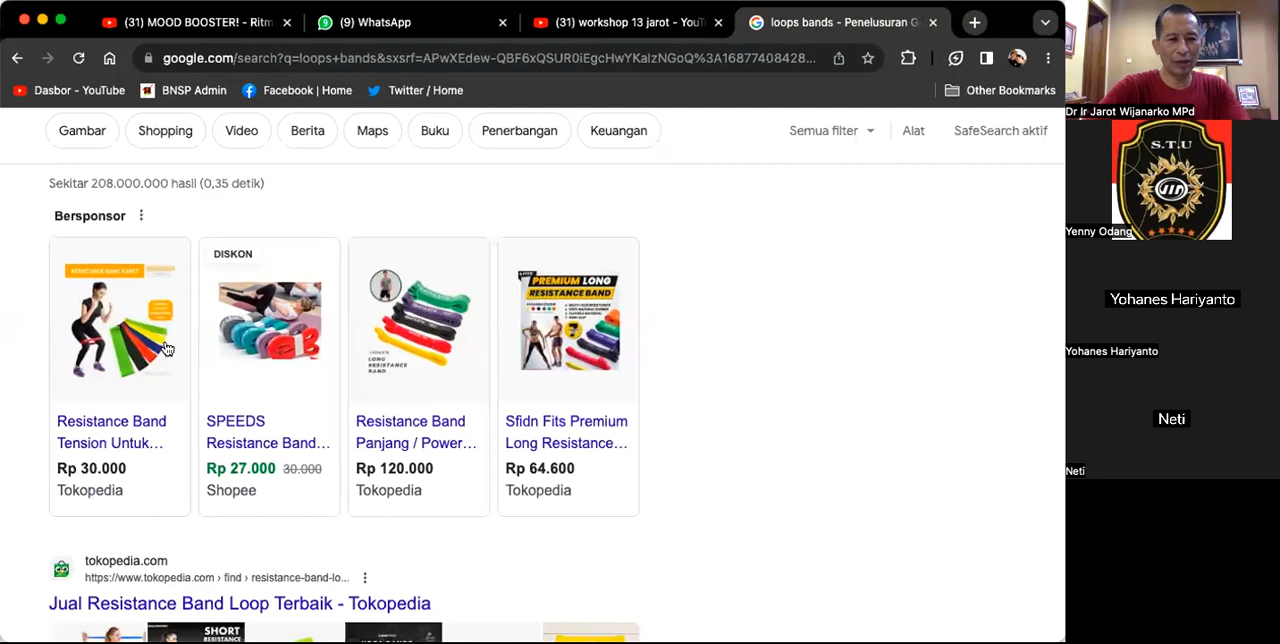 (31) MOOD BOOSTER! - Ritm
(9) WhatsApp
(31) workshop 13 jarot - YouT
loops bands - Penelusuran G
google.com/search?q=loops+bands&sxsrf=APwXEdew-QBF6xQSUR0iEgcHwYKalzNGoQ%3A16877408428...
Dasbor - YouTube
BNSP Admin
Facebook | Home
Twitter / Home
Other Bookmarks
Gambar
Shopping
Video
Berita
Maps
Buku
Penerbangan
Keuangan
Semua filter
Alat
SafeSearch aktif
Sekitar 208.000.000 hasil (0,35 detik)
Bersponsor
RESISTANCE BAND KARET
Resistance Band
Tension Untuk...
Rp 30.000
Tokopedia
DISKON
SPEEDS
Resistance Band...
Rp 27.000 30.000
Shopee
LONG
RESISTANCE
BAND
Resistance Band
Panjang / Power...
Rp 120.000
Tokopedia
PREMIUM LONG
RESISTANCE BAND
Sfidn Fits Premium
Long Resistance...
Rp 64.600
Tokopedia
tokopedia.com
https://www.tokopedia.com › find › resistance-band-lo...
Jual Resistance Band Loop Terbaik - Tokopedia
SHORT
Dr Ir Jarot Wijanarko MPd
S.T.U
Yenny Odang
Yohanes Hariyanto
Yohanes Hariyanto
Neti
Neti